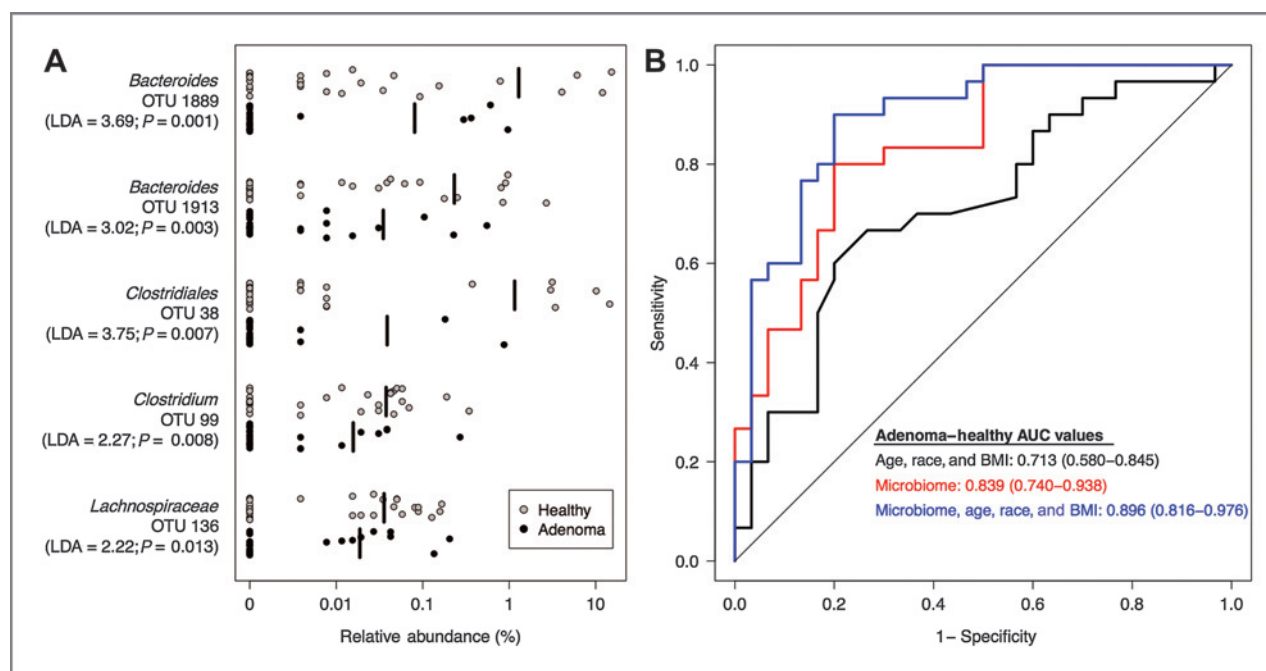 A
Bacteroides
OTU 1889
(LDA = 3.69; P = 0.001)
Bacteroides
OTU 1913
(LDA = 3.02; P = 0.003)
Clostridiales
OTU 38
(LDA = 3.75; P = 0.007)
Clostridium
OTU 99
(LDA = 2.27; P = 0.008)
Lachnospiraceae
OTU 136
(LDA = 2.22; P = 0.013)
Healthy
Adenoma
0 0.01 0.1 1 10
Relative abundance (%)
B
1.0
0.8
0.6
0.4
0.2
0.0
Sensitivity
Adenoma–healthy AUC values
Age, race, and BMI: 0.713 (0.580–0.845)
Microbiome: 0.839 (0.740–0.938)
Microbiome, age, race, and BMI: 0.896 (0.816–0.976)
0.0 0.2 0.4 0.6 0.8 1.0
1– Specificity